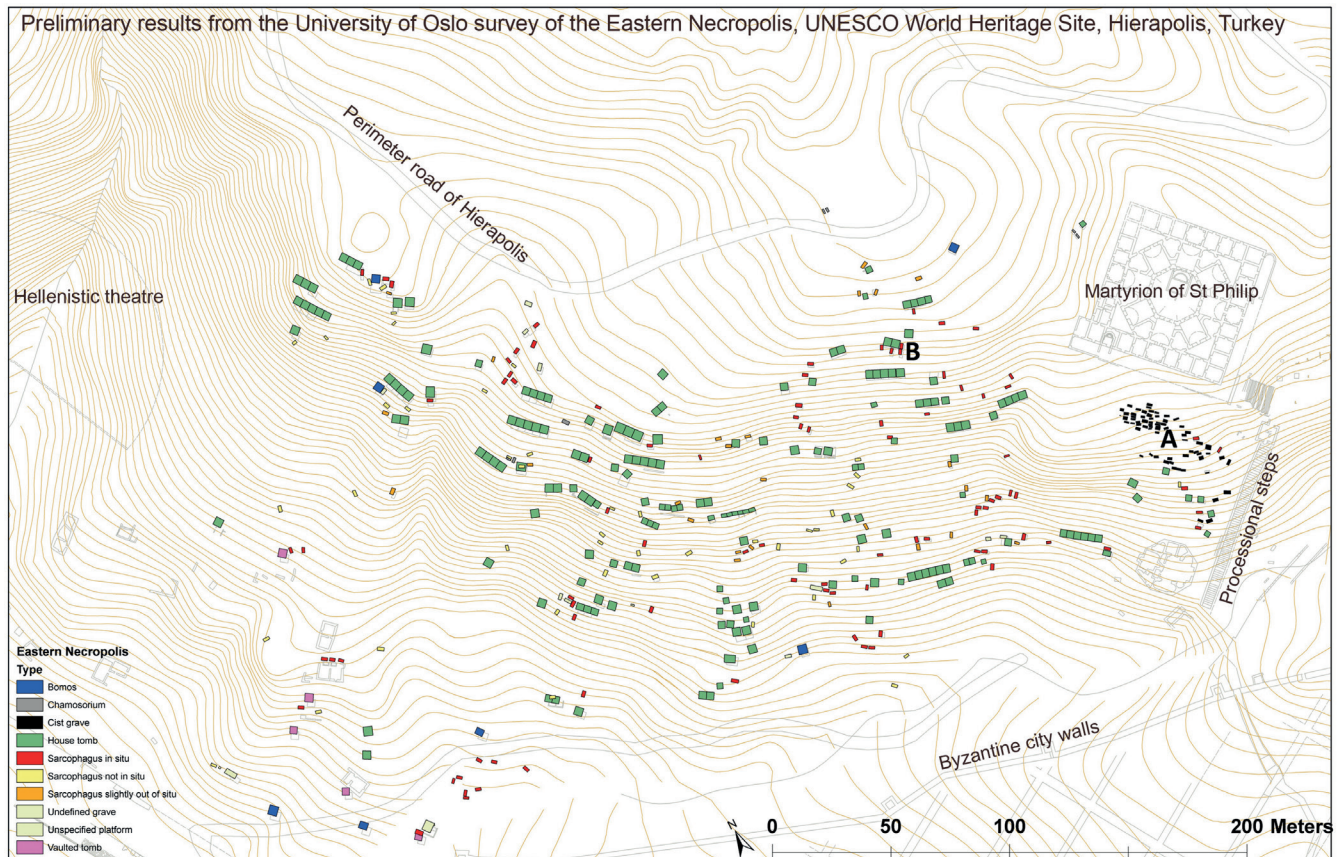 Preliminary results from the University of Oslo survey of the Eastern Necropolis, UNESCO World Heritage Site, Hierapolis, Turkey
Perimeter road of Hierapolis
Hellenistic theatre
Martyrion of St Philip
B
A
Processional steps
Eastern Necropolis
Type
Bomos
Chamosorium
Cist grave
House tomb
Sarcophagus in situ
Sarcophagus not in situ
Sarcophagus slightly out of situ
Undefined grave
Unspecified platform
Vaulted tomb
Byzantine city walls
N
0 50 100 200 Meters